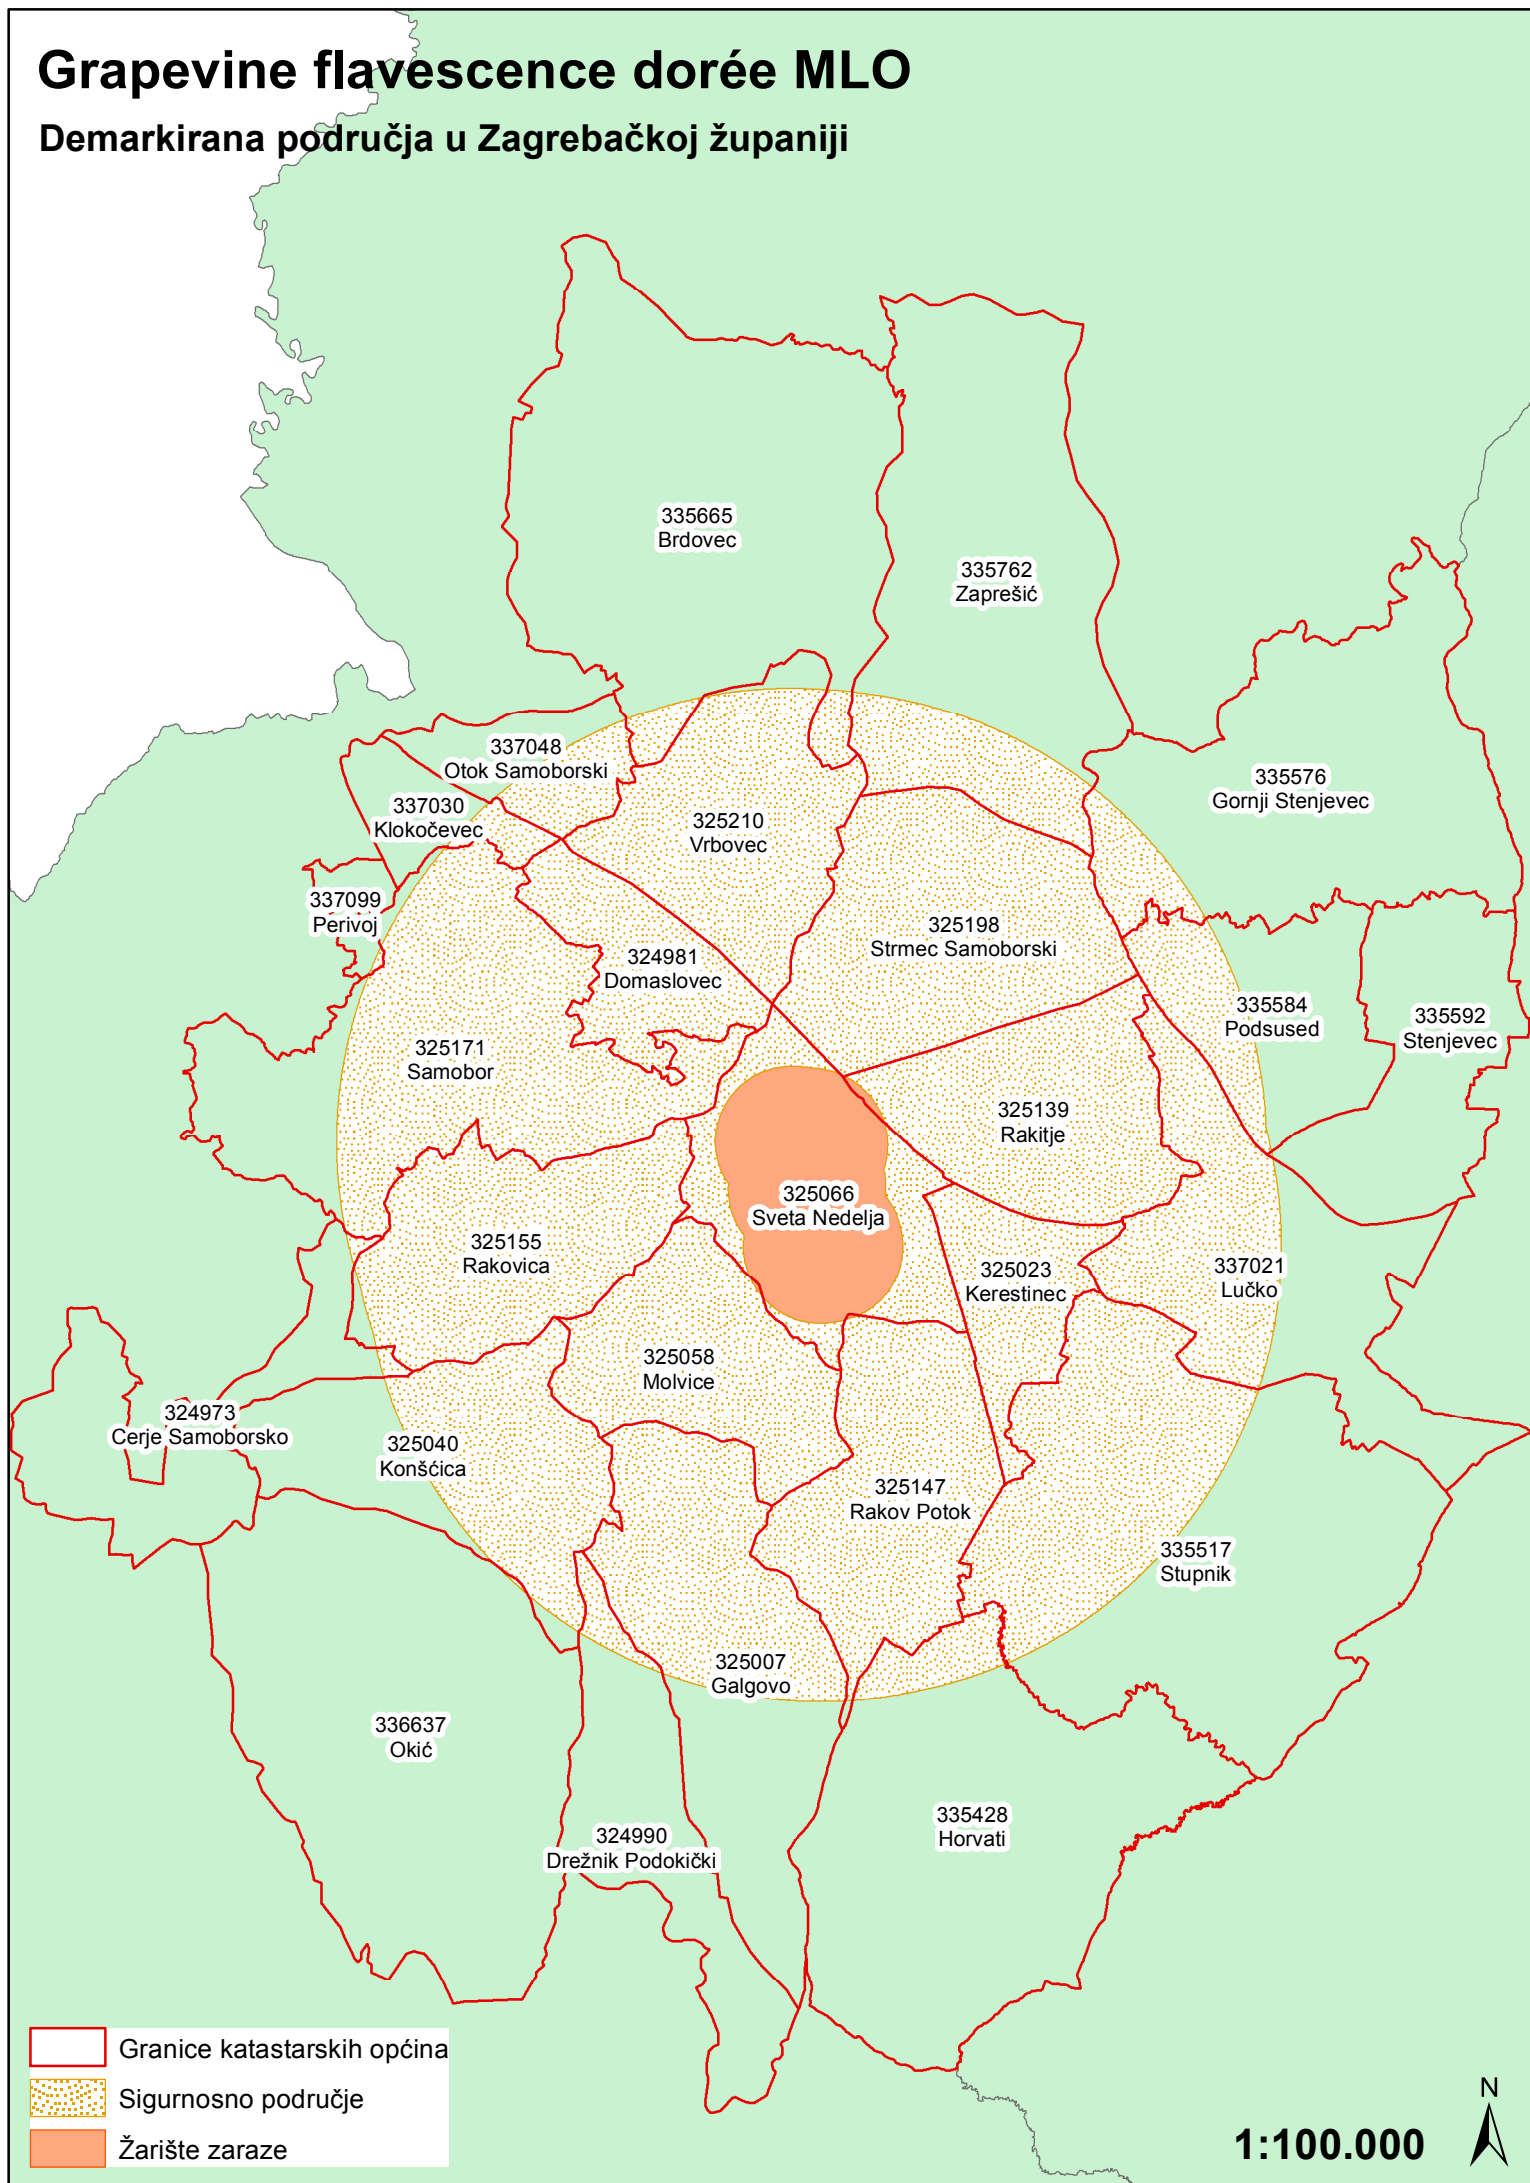 Grapevine flavescence dorée MLO
Demarkirana područja u Zagrebačkoj županiji
335665
Brdovec
335762
Zaprešić
337048
Otok Samoborski
335576
Gornji Stenjevec
337030
Klokočevec
325210
Vrbovec
337099
Perivoj
325198
Strmec Samoborski
324981
Domaslovec
335584
Podsused
335592
Stenjevec
325171
Samobor
325139
Rakitje
325066
Sveta Nedelja
325155
Rakovica
325023
Kerestinec
337021
Lučko
325058
Molvice
324973
Cerje Samoborsko
325040
Konšćica
325147
Rakov Potok
335517
Stupnik
325007
Galgovo
336637
Okić
335428
Horvati
324990
Drežnik Podokićki
Granice katastarskih općina
Sigurnosno područje
Žarište zaraze
1:100.000
N